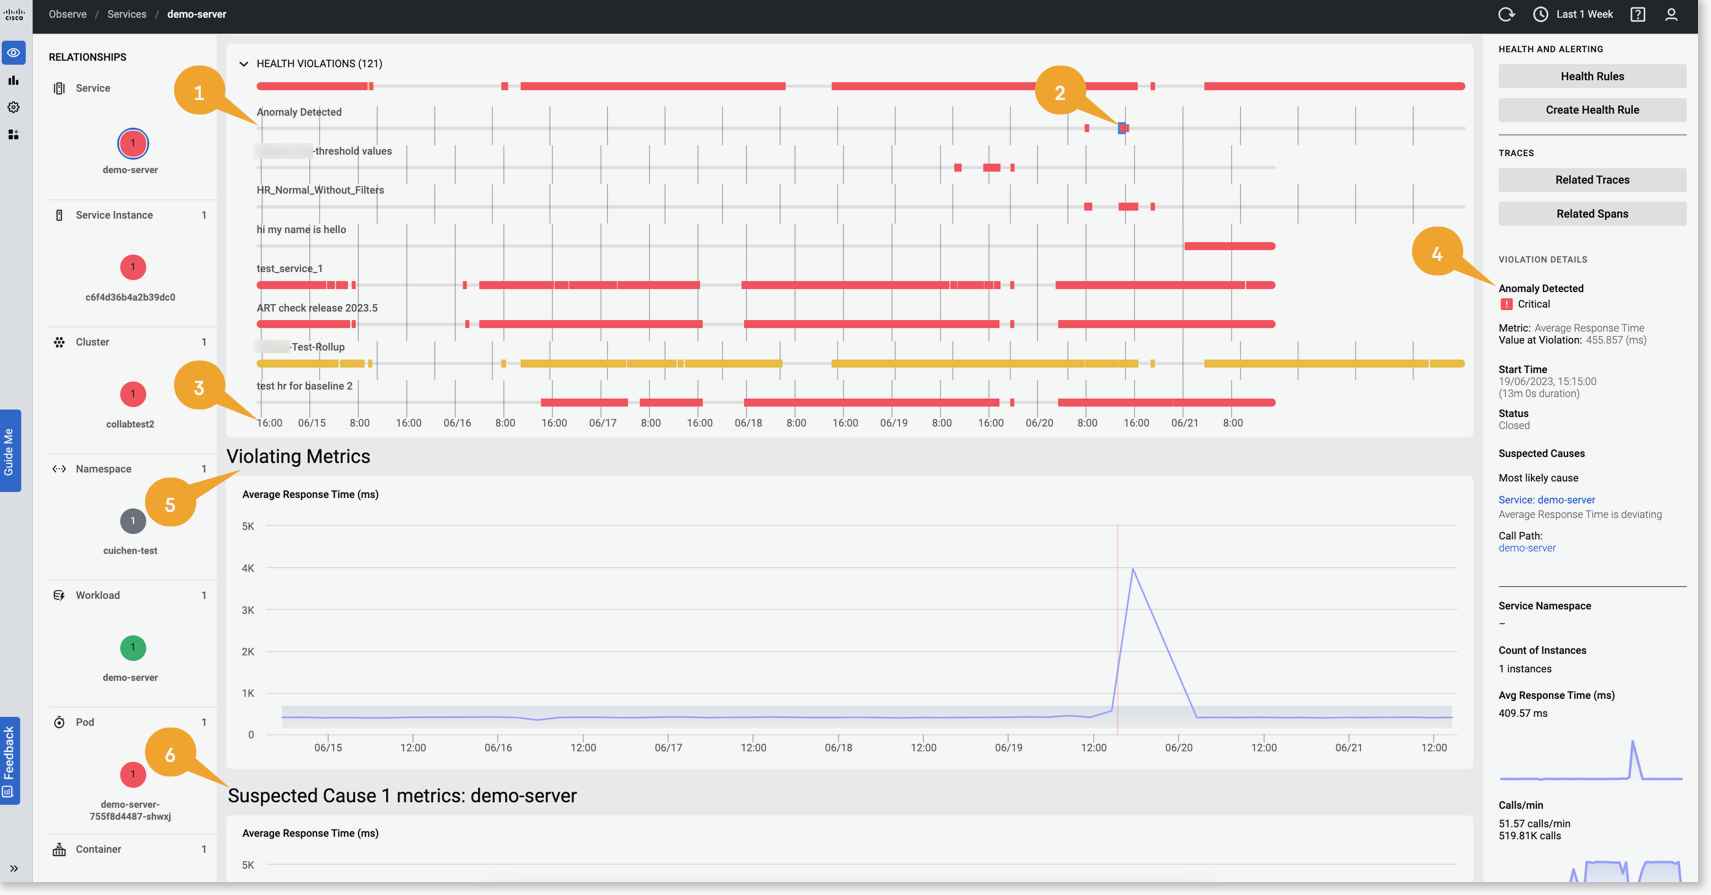 CISCO
Observe / Services / demo-server
Last 1 Week
?
RELATIONSHIPS
Service
1
demo-server
Service Instance 1
1
c6f4d36b4a2b39dc0
Cluster 1
1
collabtest2
Namespace 1
1
cuichen-test
Workload 1
1
demo-server
Pod 1
1
demo-server-
755f8d4487-shwxj
Container 1
Guide Me
Feedback
HEALTH VIOLATIONS (121)
1
2
Anomaly Detected
-threshold values
HR_Normal_Without_Filters
hi my name is hello
test_service_1
ART check release 2023.5
-Test-Rollup
3
test hr for baseline 2
16:00 06/15 8:00 16:00 06/16 8:00 16:00 06/17 8:00 16:00 06/18 8:00 16:00 06/19 8:00 16:00 06/20 8:00 16:00 06/21 8:00
Violating Metrics
5
Average Response Time (ms)
5K
4K
3K
2K
1K
0
06/15 12:00 06/16 12:00 06/17 12:00 06/18 12:00 06/19 12:00 06/20 12:00 06/21 12:00
6
Suspected Cause 1 metrics: demo-server
Average Response Time (ms)
5K
HEALTH AND ALERTING
Health Rules
Create Health Rule
TRACES
Related Traces
Related Spans
4
VIOLATION DETAILS
Anomaly Detected
! Critical
Metric: Average Response Time
Value at Violation: 455.857 (ms)
Start Time
19/06/2023, 15:15:00
(13m 0s duration)
Status
Closed
Suspected Causes
Most likely cause
Service: demo-server
Average Response Time is deviating
Call Path:
demo-server
Service Namespace
–
Count of Instances
1 instances
Avg Response Time (ms)
409.57 ms
Calls/min
51.57 calls/min
519.81K calls